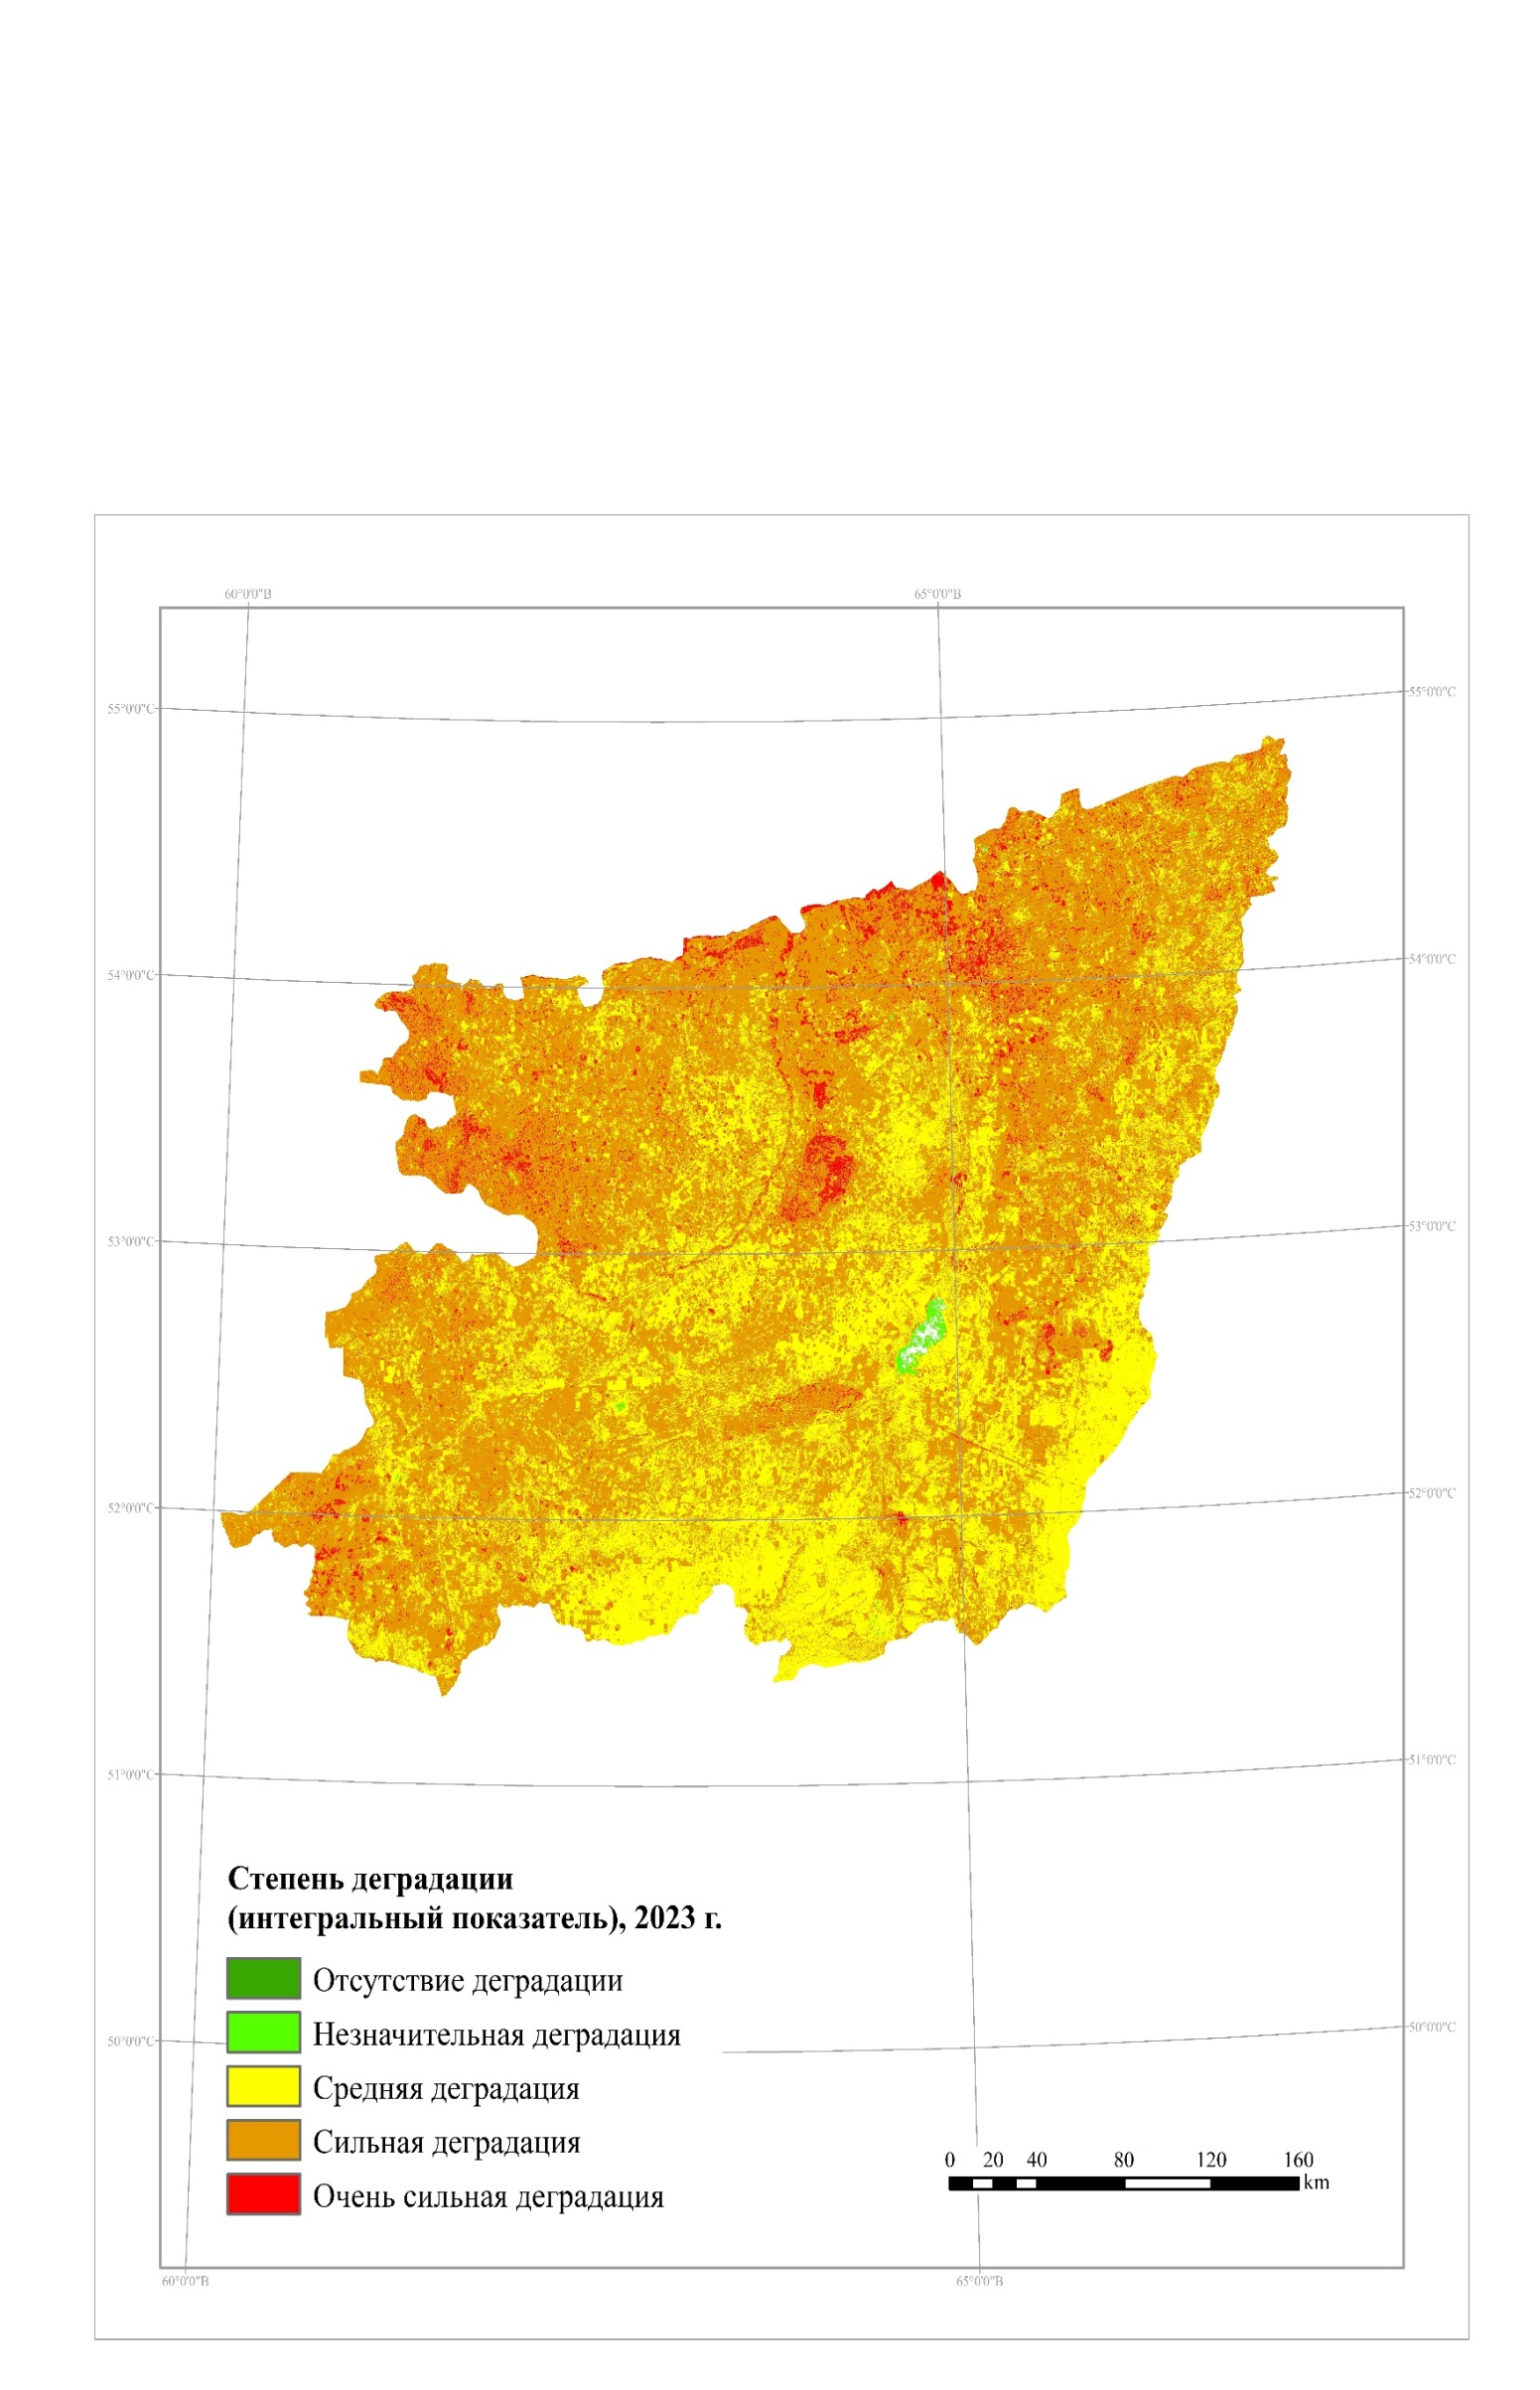 60°0'0"В 65°0'0"В
55°0'0"С 55°0'0"С
54°0'0"С 54°0'0"С
53°0'0"С 53°0'0"С
52°0'0"С 52°0'0"С
51°0'0"С 51°0'0"С
Степень деградации
(интегральный показатель), 2023 г.
Отсутствие деградации
Незначительная деградация
50°0'0"С 50°0'0"С
Средняя деградация
Сильная деградация
Очень сильная деградация
0 20 40 80 120 160
km
60°0'0"В 65°0'0"В